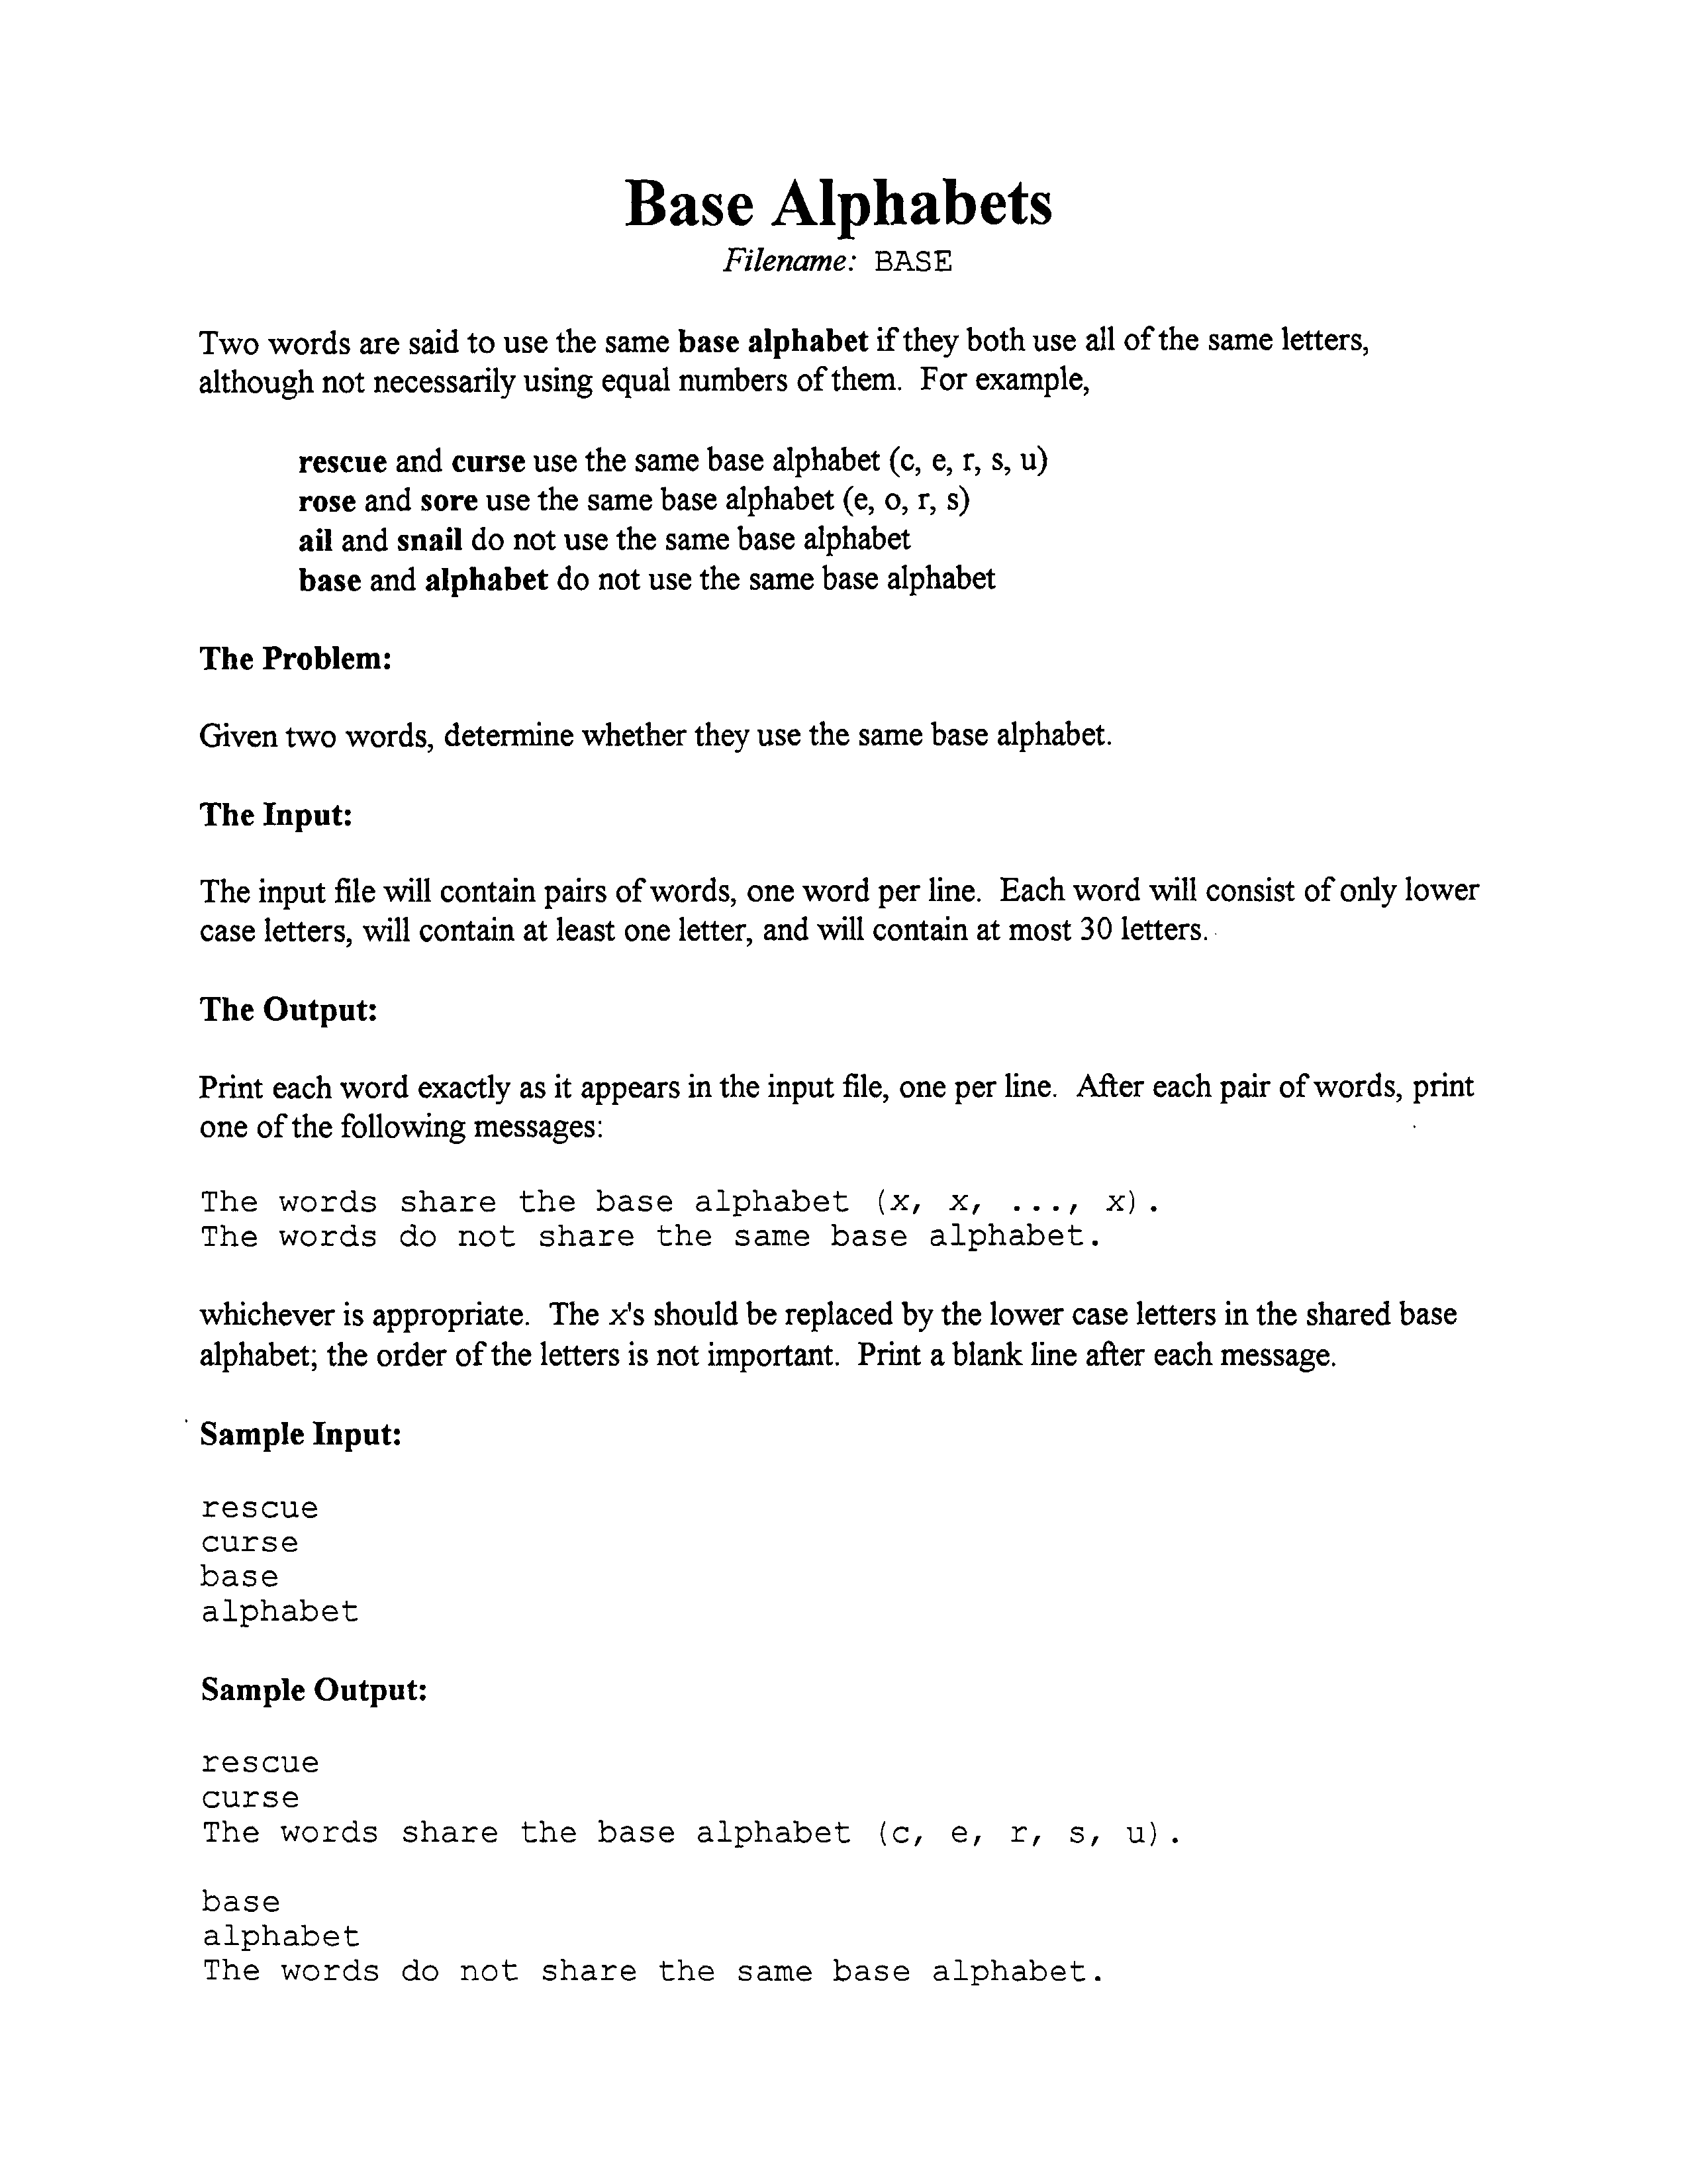 Base Alphabets
Filename: BASE
Two words are said to use the same base alphabet if they both use all of the same letters,
although not necessarily using equal numbers of them. For example,
rescue and curse use the same base alphabet (c, e, r, s, u)
rose and sore use the same base alphabet (e, o, r, s)
ail and snail do not use the same base alphabet
base and alphabet do not use the same base alphabet
The Problem:
Given two words, determine whether they use the same base alphabet.
The Input:
The input file will contain pairs of words, one word per line. Each word will consist of only lower
case letters, will contain at least one letter, and will contain at most 30 letters.
The Output:
Print each word exactly as it appears in the input file, one per line. After each pair of words, print
one of the following messages:
The words share the base alphabet (x, x, ..., x).
The words do not share the same base alphabet.
whichever is appropriate. The x's should be replaced by the lower case letters in the shared base
alphabet; the order of the letters is not important. Print a blank line after each message.
Sample Input:
rescue
curse
base
alphabet
Sample Output:
rescue
curse
The words share the base alphabet (c, e, r, s, u).
base
alphabet
The words do not share the same base alphabet.